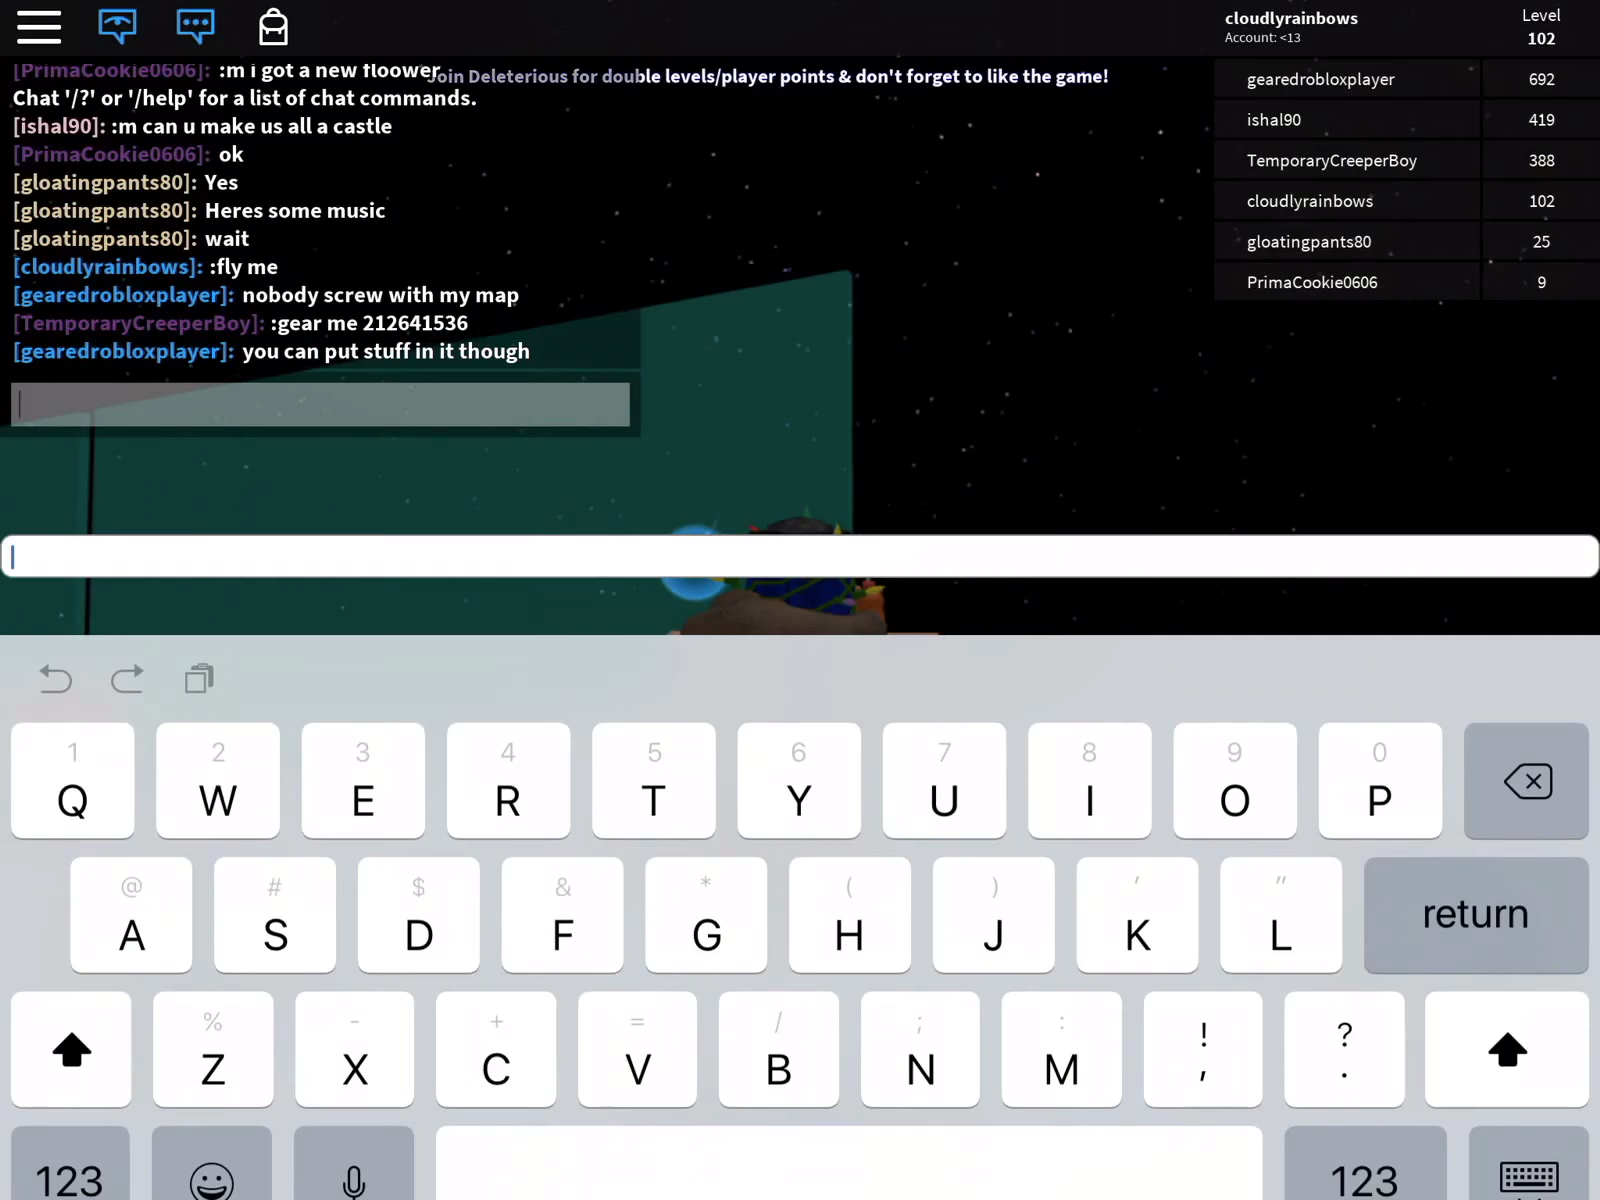 cloudlyrainbows
Account: <13
Level
102
[PrimaCookie0606]: :m i got a new floower
Join Deleterious for double levels/player points & don't forget to like the game!
Chat '/?' or '/help' for a list of chat commands.
[ishal90]: :m can u make us all a castle
[PrimaCookie0606]: ok
[gloatingpants80]: Yes
[gloatingpants80]: Heres some music
[gloatingpants80]: wait
[cloudlyrainbows]: :fly me
[gearedrobloxplayer]: nobody screw with my map
[TemporaryCreeperBoy]: :gear me 212641536
[gearedrobloxplayer]: you can put stuff in it though
gearedrobloxplayer 692
ishal90 419
TemporaryCreeperBoy 388
cloudlyrainbows 102
gloatingpants80 25
PrimaCookie0606 9
1 2 3 4 5 6 7 8 9 0
Q W E R T Y U I O P
@ # $ & * ( ) ' "
A S D F G H J K L return
% - + = / ; : ! ?
Z X C V B N M , .
123 123